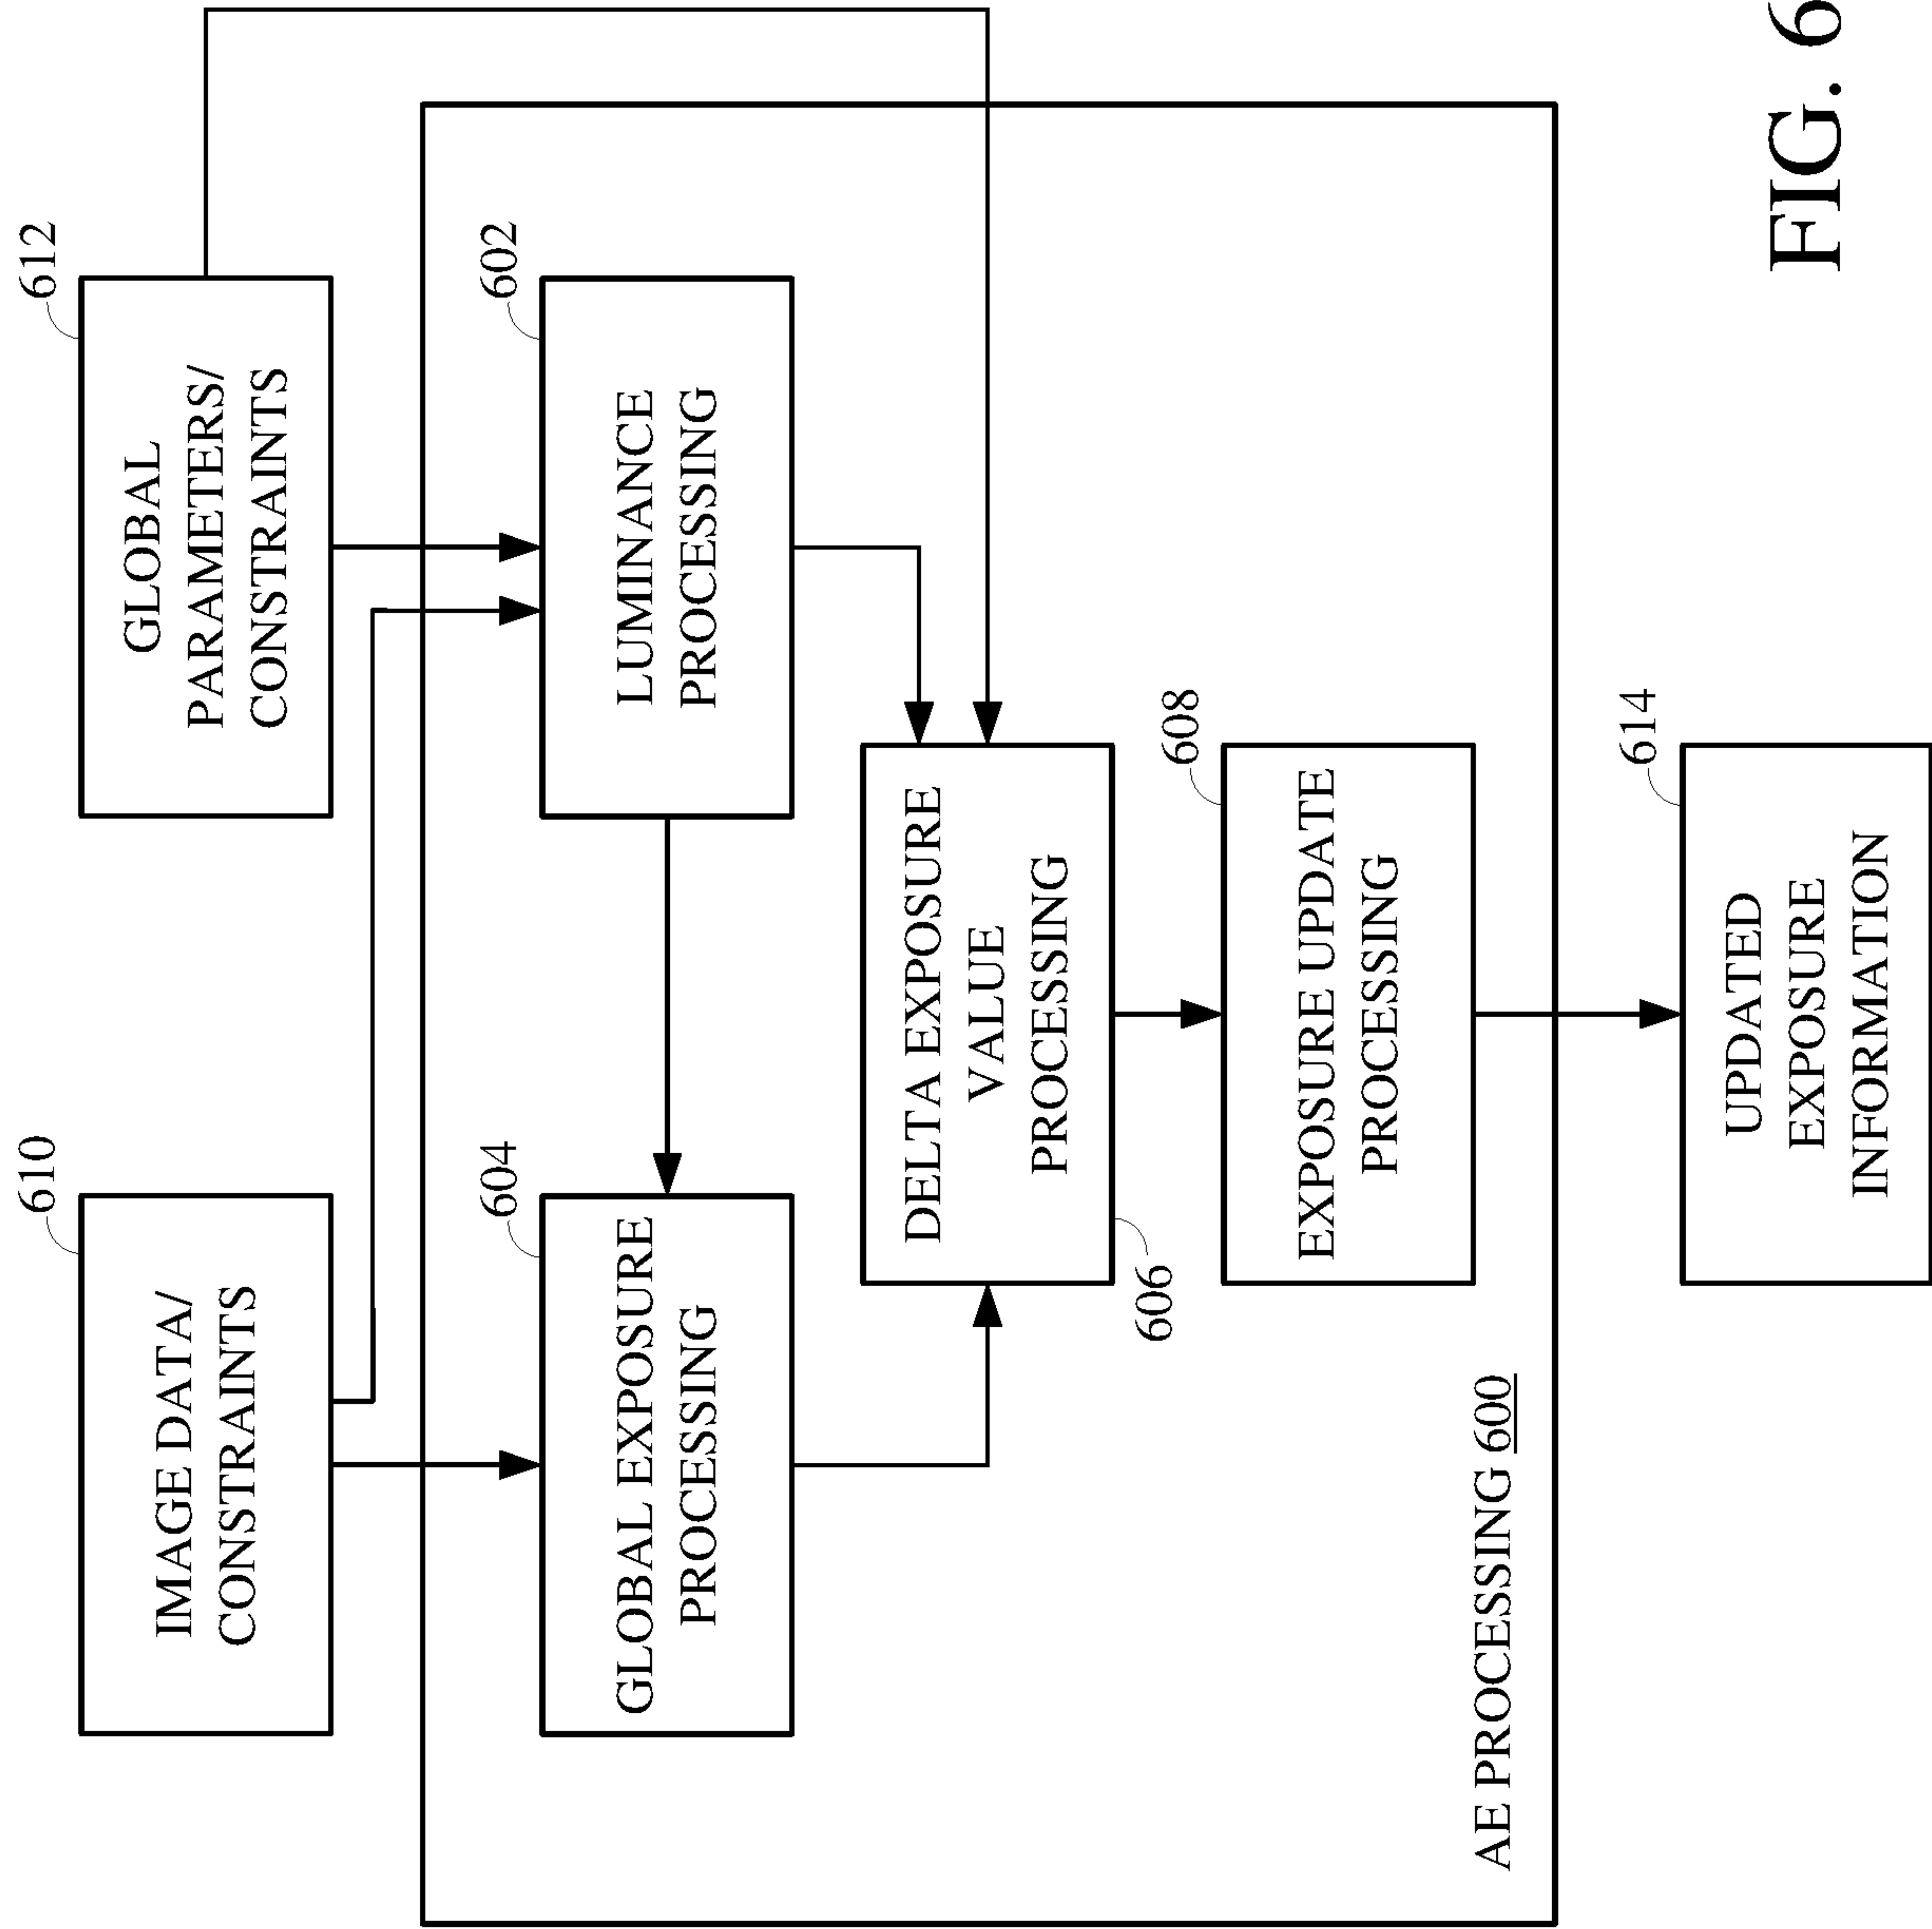 610
IMAGE DATA/
CONSTRAINTS
612
GLOBAL
PARAMETERS/
CONSTRAINTS
604
GLOBAL EXPOSURE
PROCESSING
602
LUMINANCE
PROCESSING
DELTA EXPOSURE
VALUE
PROCESSING
606
608
EXPOSURE UPDATE
PROCESSING
AE PROCESSING 600
614
UPDATED
EXPOSURE
INFORMATION
FIG. 6